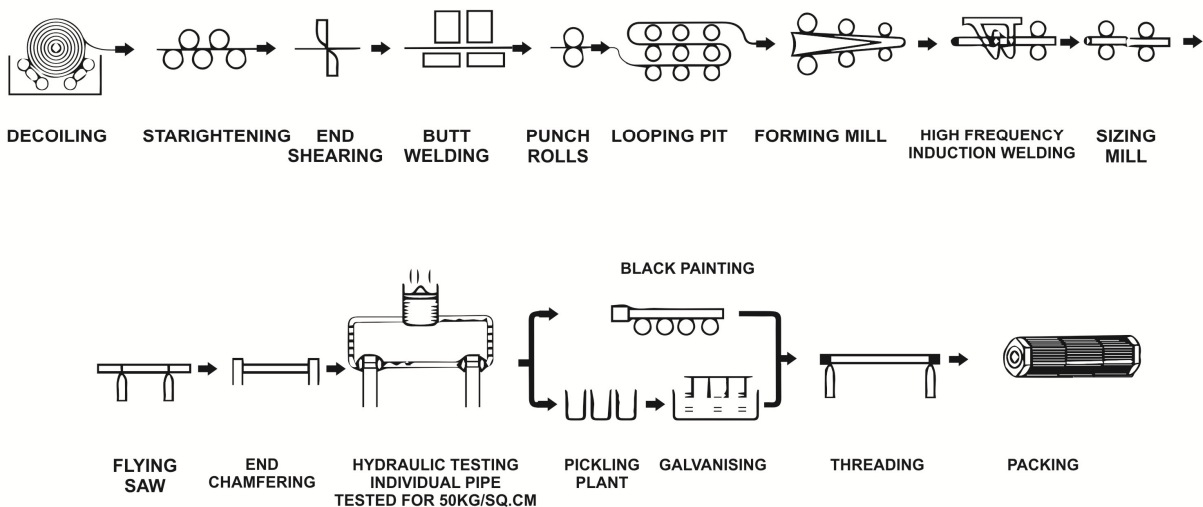 DECOILING
STARIGHTENING
END
SHEARING
BUTT
WELDING
PUNCH
ROLLS
LOOPING PIT
FORMING MILL
HIGH FREQUENCY
INDUCTION WELDING
SIZING
MILL
BLACK PAINTING
FLYING
SAW
END
CHAMFERING
HYDRAULIC TESTING
INDIVIDUAL PIPE
TESTED FOR 50KG/SQ.CM
PICKLING
PLANT
GALVANISING
THREADING
PACKING